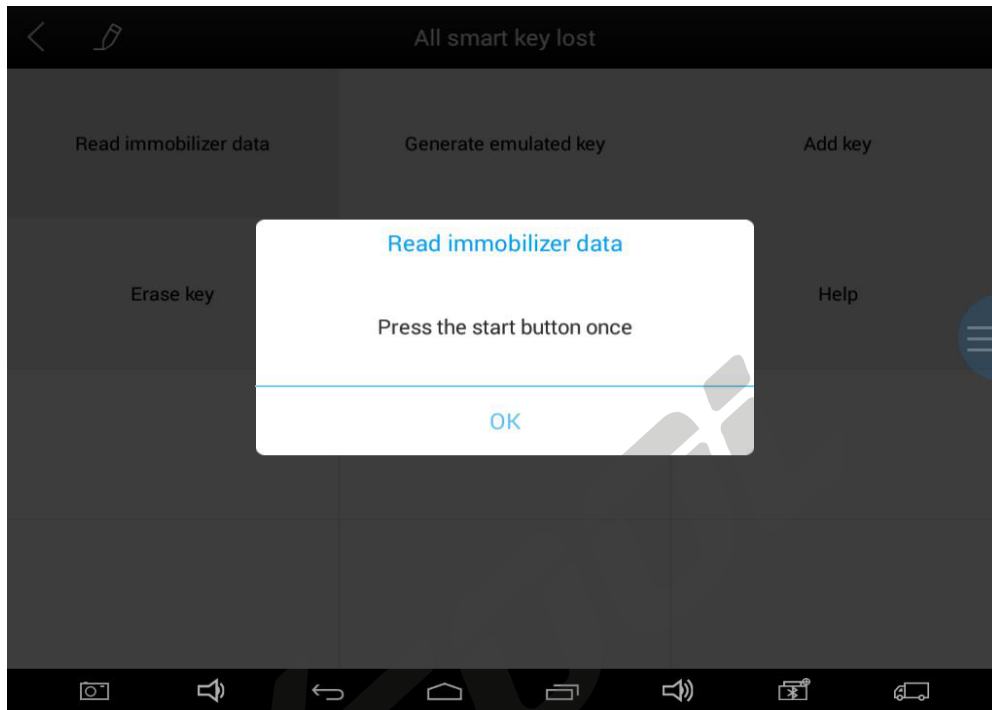 All smart key lost
Read immobilizer data
Generate emulated key
Add key
Erase key
Help
Read immobilizer data
Press the start button once
OK